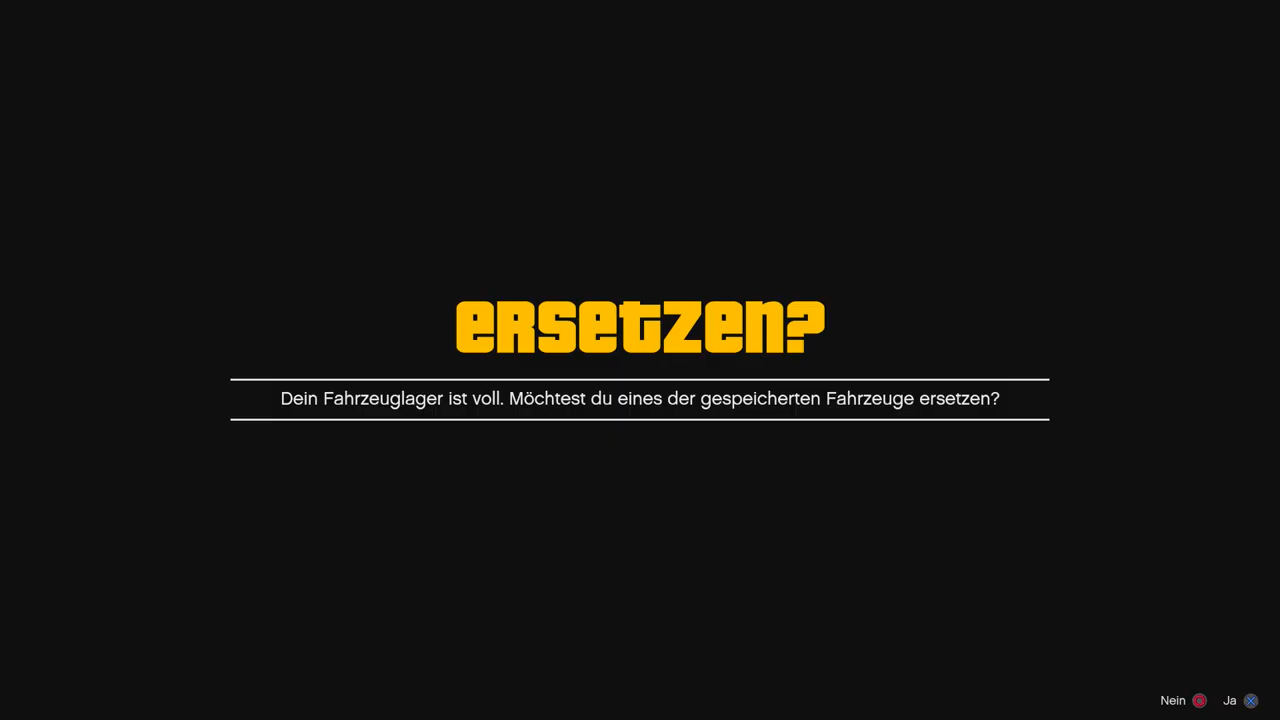 ersetzen?
Dein Fahrzeuglager ist voll. Möchtest du eines der gespeicherten Fahrzeuge ersetzen?
Nein Ja